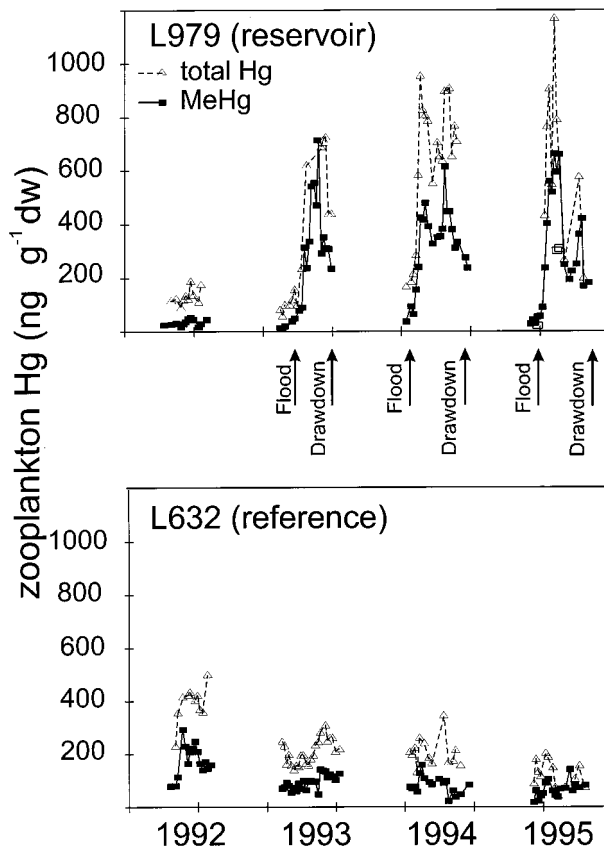 L979 (reservoir)
total Hg
MeHg
1000
800
600
400
200
Flood
Drawdown
Flood
Drawdown
Flood
Drawdown
zooplankton Hg (ng g⁻¹ dw)
L632 (reference)
1000
800
600
400
200
1992 1993 1994 1995